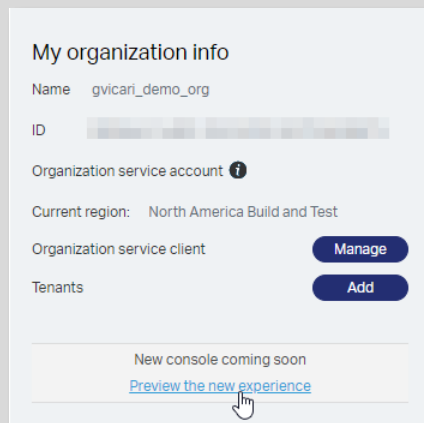 My organization info
Name gvicari_demo_org
ID
Organization service account i
Current region: North America Build and Test
Organization service client Manage
Tenants Add
New console coming soon
Preview the new experience